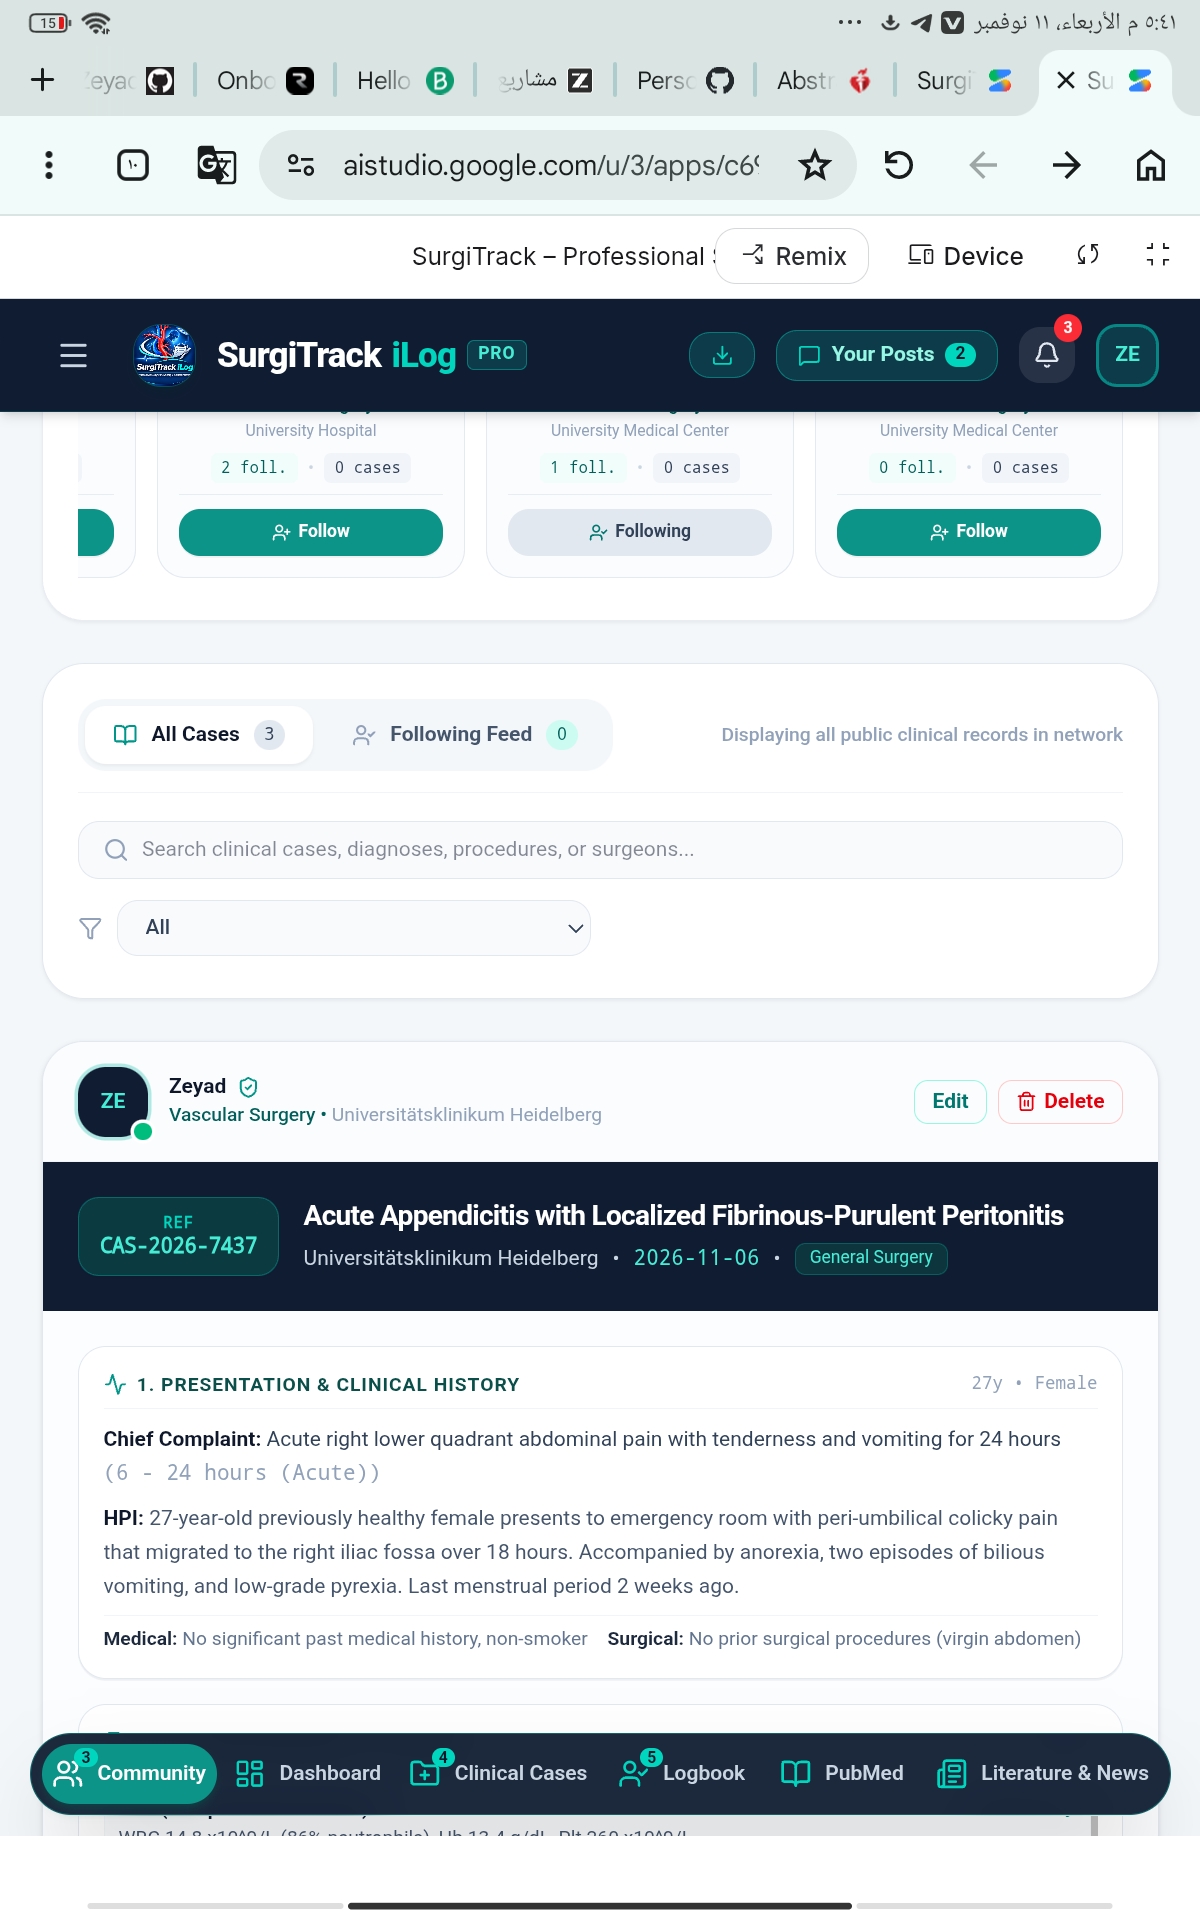 15
٥:٤١ م الأربعاء، ١١ نوفمبر
Zeyad
Onbo
Hello
مشاريع
Perso
Abstr
Surgi
Su
١٠
aistudio.google.com/u/3/apps/c69
SurgiTrack – Professional
Remix
Device
SurgiTrack iLog
SurgiTrack iLog PRO
Your Posts 2
3
ZE
University Hospital
University Medical Center
University Medical Center
2 foll. • 0 cases
1 foll. • 0 cases
0 foll. • 0 cases
Follow
Following
Follow
All Cases 3
Following Feed 0
Displaying all public clinical records in network
Search clinical cases, diagnoses, procedures, or surgeons...
All
ZE
Zeyad
Vascular Surgery • Universitätsklinikum Heidelberg
Edit
Delete
REF
CAS-2026-7437
Acute Appendicitis with Localized Fibrinous-Purulent Peritonitis
Universitätsklinikum Heidelberg • 2026-11-06 • General Surgery
1. PRESENTATION & CLINICAL HISTORY
27y • Female
Chief Complaint: Acute right lower quadrant abdominal pain with tenderness and vomiting for 24 hours
(6 - 24 hours (Acute))
HPI: 27-year-old previously healthy female presents to emergency room with peri-umbilical colicky pain
that migrated to the right iliac fossa over 18 hours. Accompanied by anorexia, two episodes of bilious
vomiting, and low-grade pyrexia. Last menstrual period 2 weeks ago.
Medical: No significant past medical history, non-smoker Surgical: No prior surgical procedures (virgin abdomen)
3
Community
Dashboard
4
Clinical Cases
5
Logbook
PubMed
Literature & News